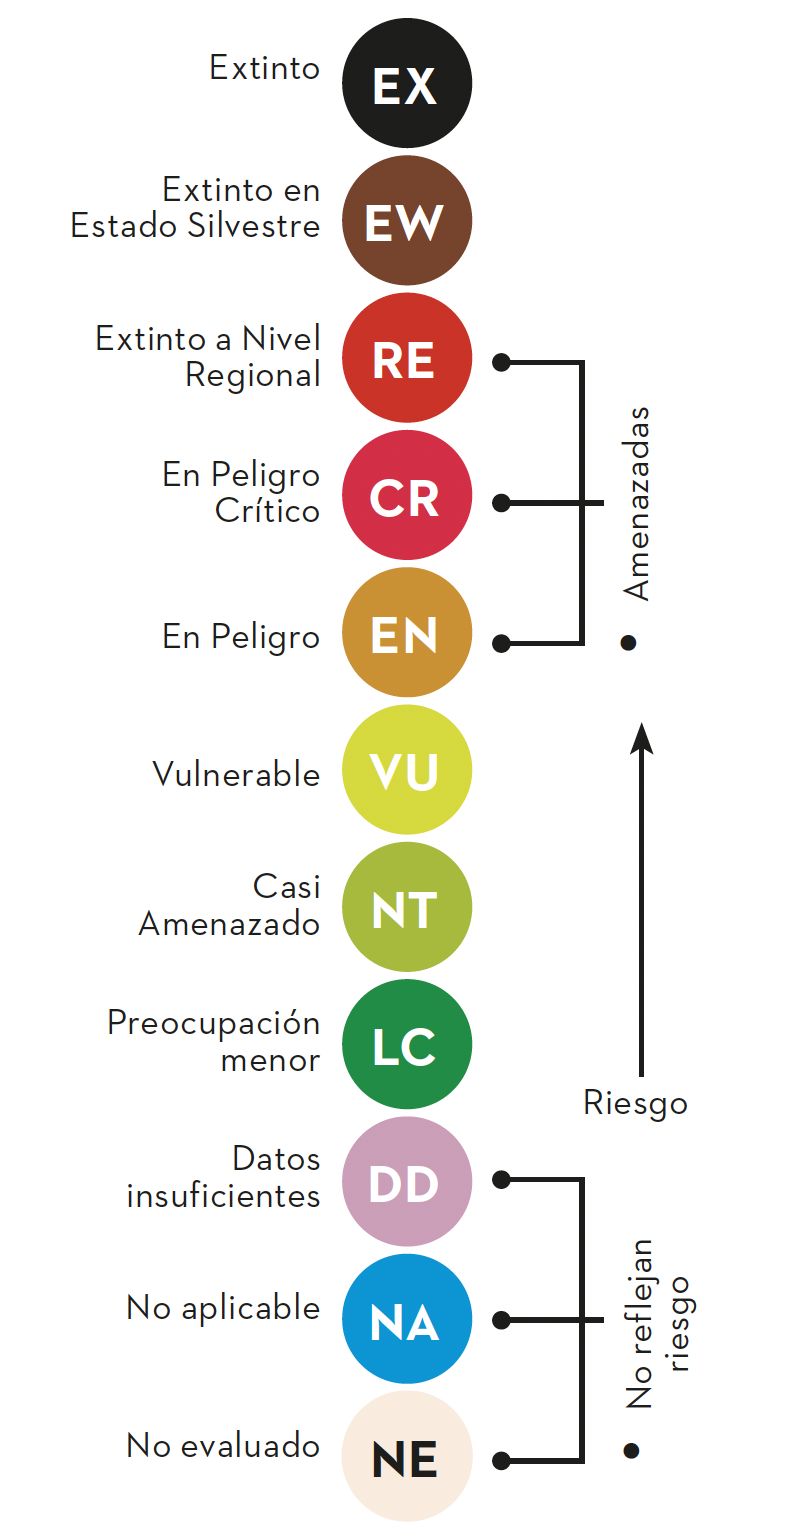 Extinto
EX
Extinto en
Estado Silvestre
EW
Extinto a Nivel
Regional
RE
En Peligro
Crítico
CR
En Peligro
EN
• Amenazadas
Vulnerable
VU
Casi
Amenazado
NT
Preocupación
menor
LC
Riesgo
Datos
insuficientes
DD
No aplicable
NA
No evaluado
NE
• No reflejan
riesgo